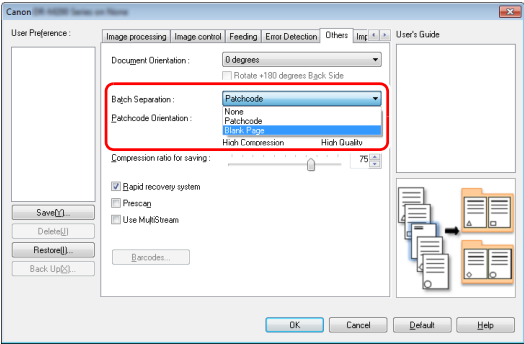 Canon on None
User Preference :
Image processing Image control Feeding Error Detection Others
User's Guide
Document Orientation : 0 degrees
Rotate +180 degrees Back Side
Batch Separation : Patchcode
None
Patchcode
Blank Page
Patchcode Orientation :
High Compression High Quality
Compression ratio for saving : 75
Rapid recovery system
Prescan
Use MultiStream
Barcodes...
Save(Y)...
Delete(J)
Restore(I)...
Back Up(X)...
OK Cancel Default Help